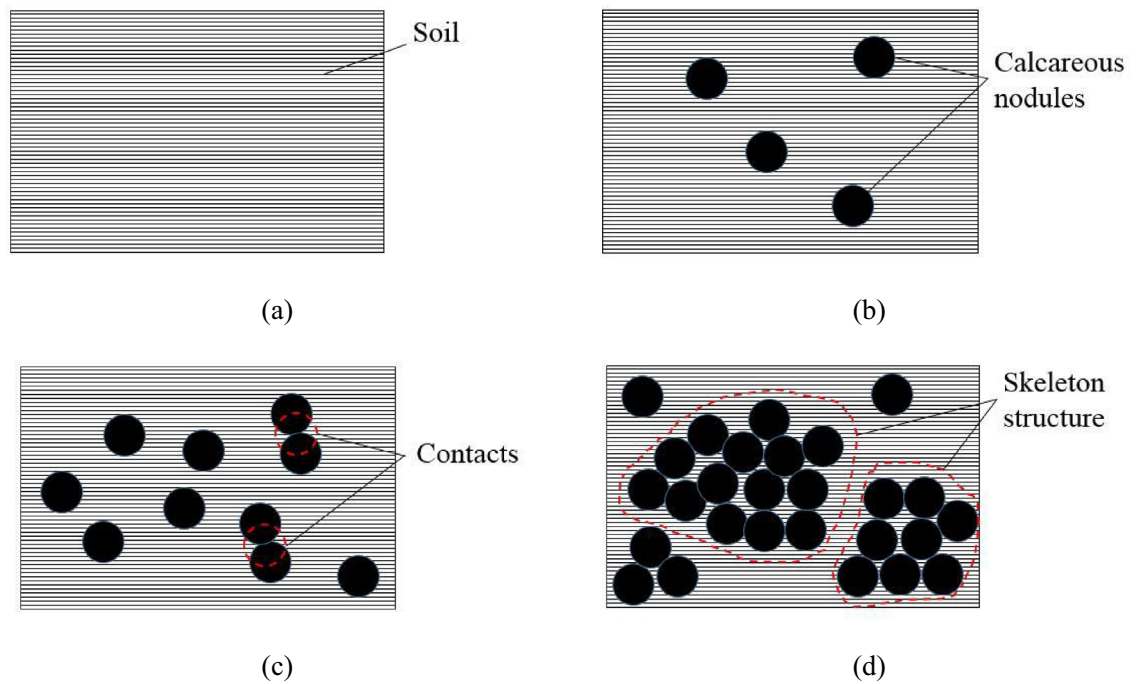 Soil
Calcareous
nodules
(a)
(b)
Contacts
Skeleton
structure
(c)
(d)